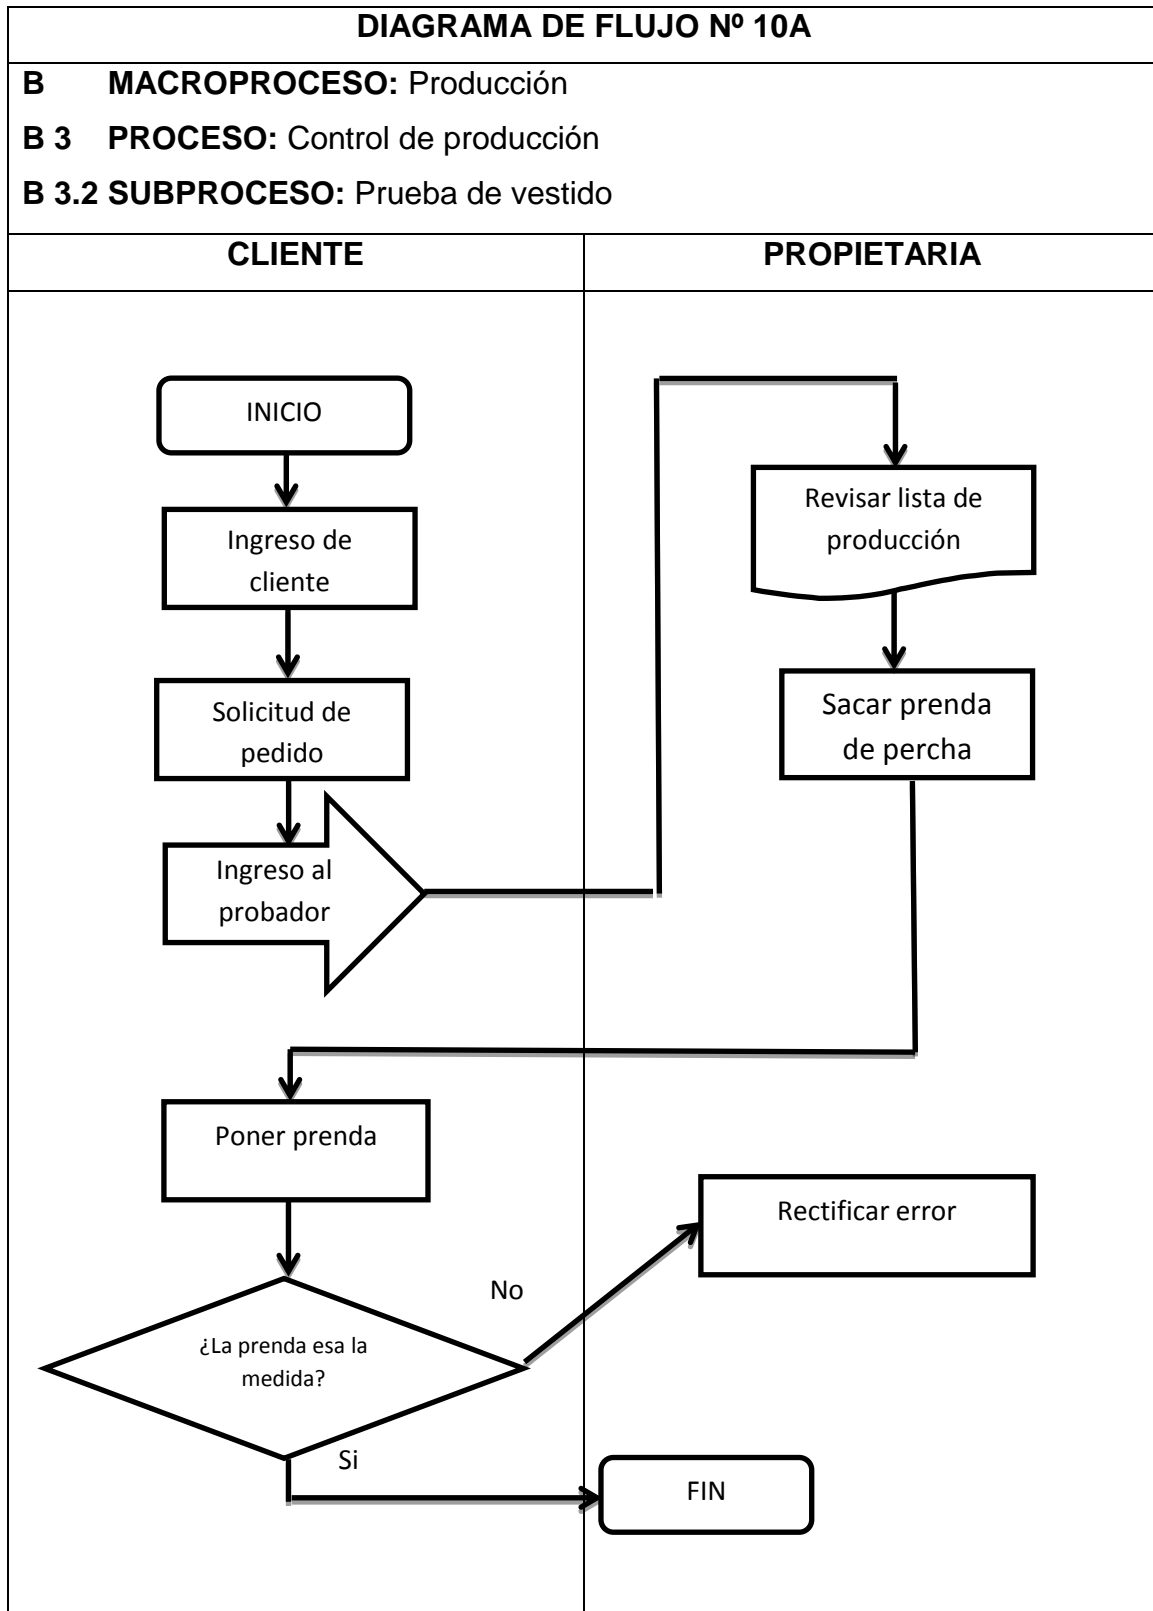 DIAGRAMA DE FLUJO Nº 10A
B MACROPROCESO: Producción
B 3 PROCESO: Control de producción
B 3.2 SUBPROCESO: Prueba de vestido
CLIENTE
PROPIETARIA
INICIO
Ingreso de
cliente
Solicitud de
pedido
Ingreso al
probador
Revisar lista de
producción
Sacar prenda
de percha
Poner prenda
¿La prenda esa la
medida?
No
Rectificar error
Si
FIN